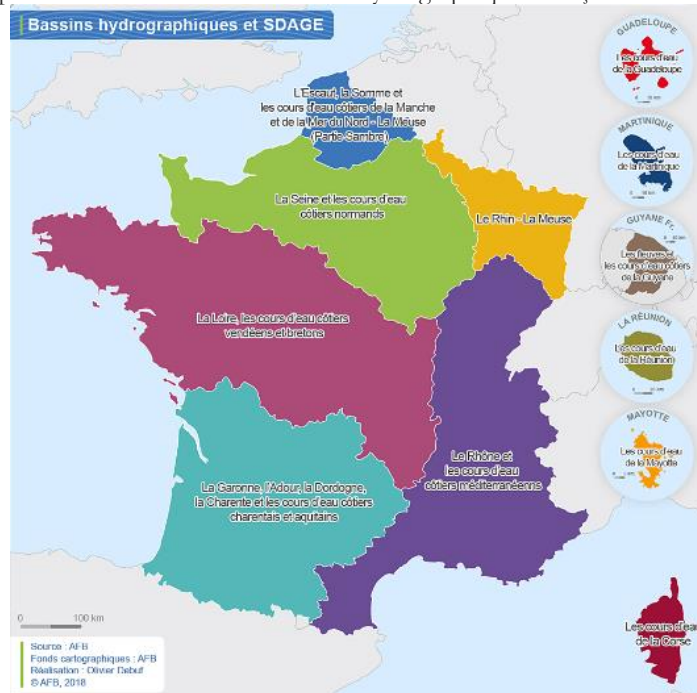 Bassins hydrographiques et SDAGE
L'Escaut, la Somme et
les cours d'eau côtiers de la Manche
et de la Mer du Nord - La Meuse
(Partie Sambre)
La Seine et les cours d'eau
côtiers normands
Le Rhin - La Meuse
La Loire, les cours d'eau côtiers
vendéens et bretons
Le Rhône et
les cours d'eau
côtiers méditerranéens
La Garonne, l'Adour, la Dordogne,
la Charente et les cours d'eau côtiers
charentais et aquitains
GUADELOUPE
Les cours d'eau
de la Guadeloupe
MARTINIQUE
Les cours d'eau
de la Martinique
GUYANE Fr.
Les fleuves et
les cours d'eau côtiers
de la Guyane
LA RÉUNION
Les cours d'eau
de la Réunion)
MAYOTTE
Les cours d'eau
de la Mayotte
Les cours d'eau
de la Corse
0 100 km
Source : AFB
Fonds cartographiques : AFB
Réalisation : Olivier Debuf
© AFB, 2018